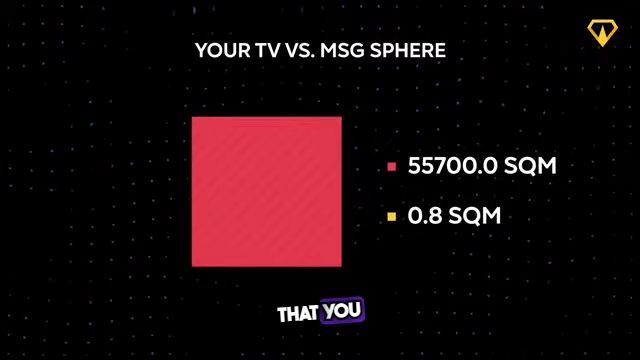 YOUR TV VS. MSG SPHERE
55700.0 SQM
0.8 SQM
THAT YOU